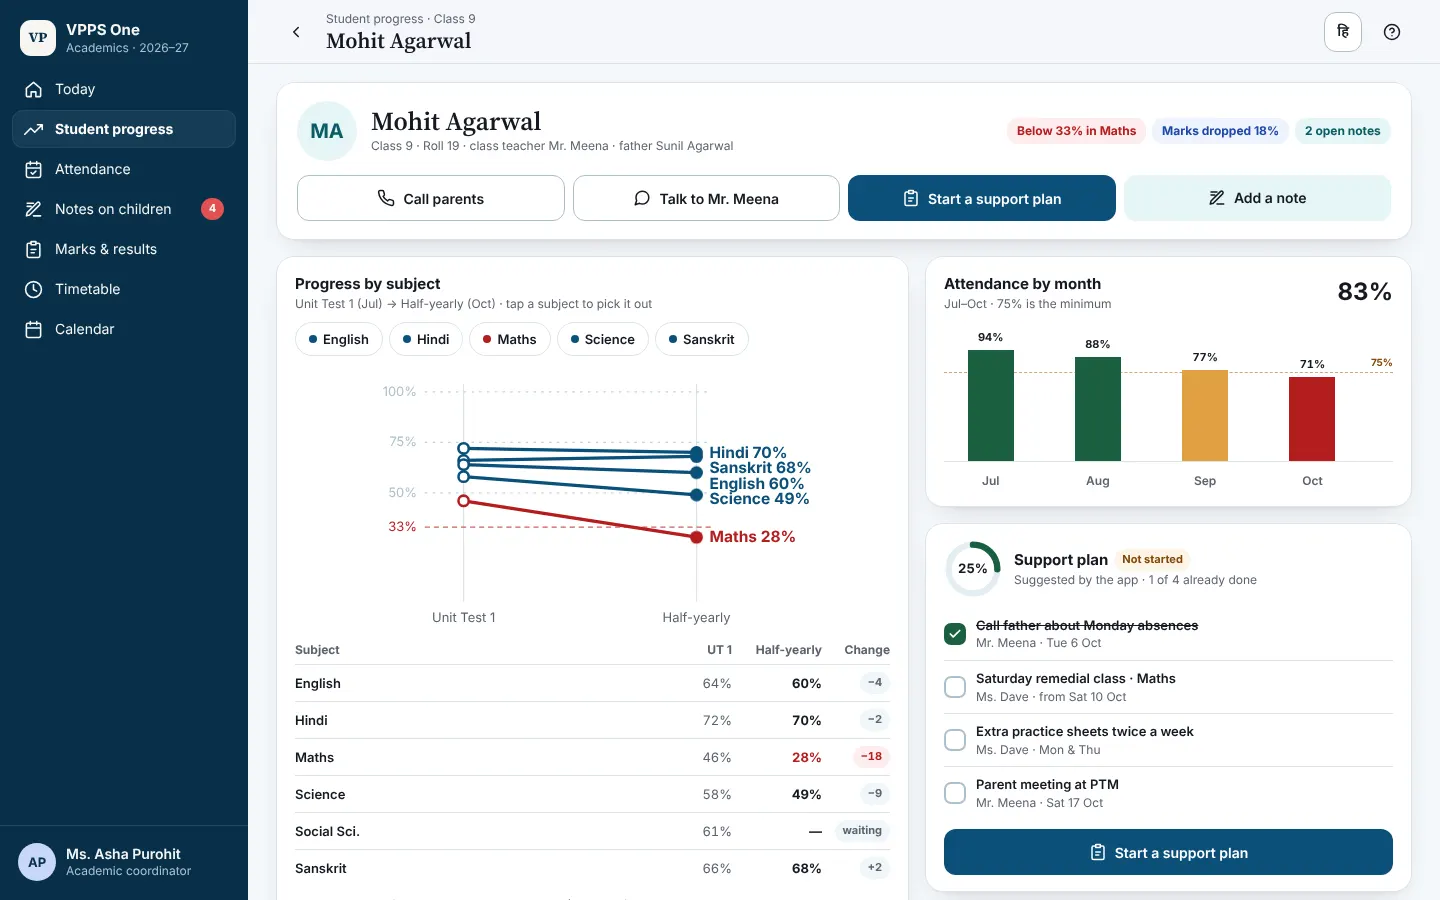 VP
VPPS One
Academics · 2026–27
Today
Student progress
Attendance
Notes on children
4
Marks & results
Timetable
Calendar
AP
Ms. Asha Purohit
Academic coordinator
Student progress · Class 9
Mohit Agarwal
हि
MA
Mohit Agarwal
Class 9 · Roll 19 · class teacher Mr. Meena · father Sunil Agarwal
Below 33% in Maths
Marks dropped 18%
2 open notes
Call parents
Talk to Mr. Meena
Start a support plan
Add a note
Progress by subject
Unit Test 1 (Jul) → Half-yearly (Oct) · tap a subject to pick it out
English
Hindi
Maths
Science
Sanskrit
100%
75%
50%
33%
Hindi 70%
Sanskrit 68%
English 60%
Science 49%
Maths 28%
Unit Test 1
Half-yearly
Subject UT 1 Half-yearly Change
English 64% 60% −4
Hindi 72% 70% −2
Maths 46% 28% −18
Science 58% 49% −9
Social Sci. 61% — waiting
Sanskrit 66% 68% +2
Attendance by month
Jul–Oct · 75% is the minimum
83%
94%
88%
77%
71%
75%
Jul
Aug
Sep
Oct
25%
Support plan
Not started
Suggested by the app · 1 of 4 already done
Call father about Monday absences
Mr. Meena · Tue 6 Oct
Saturday remedial class · Maths
Ms. Dave · from Sat 10 Oct
Extra practice sheets twice a week
Ms. Dave · Mon & Thu
Parent meeting at PTM
Mr. Meena · Sat 17 Oct
Start a support plan